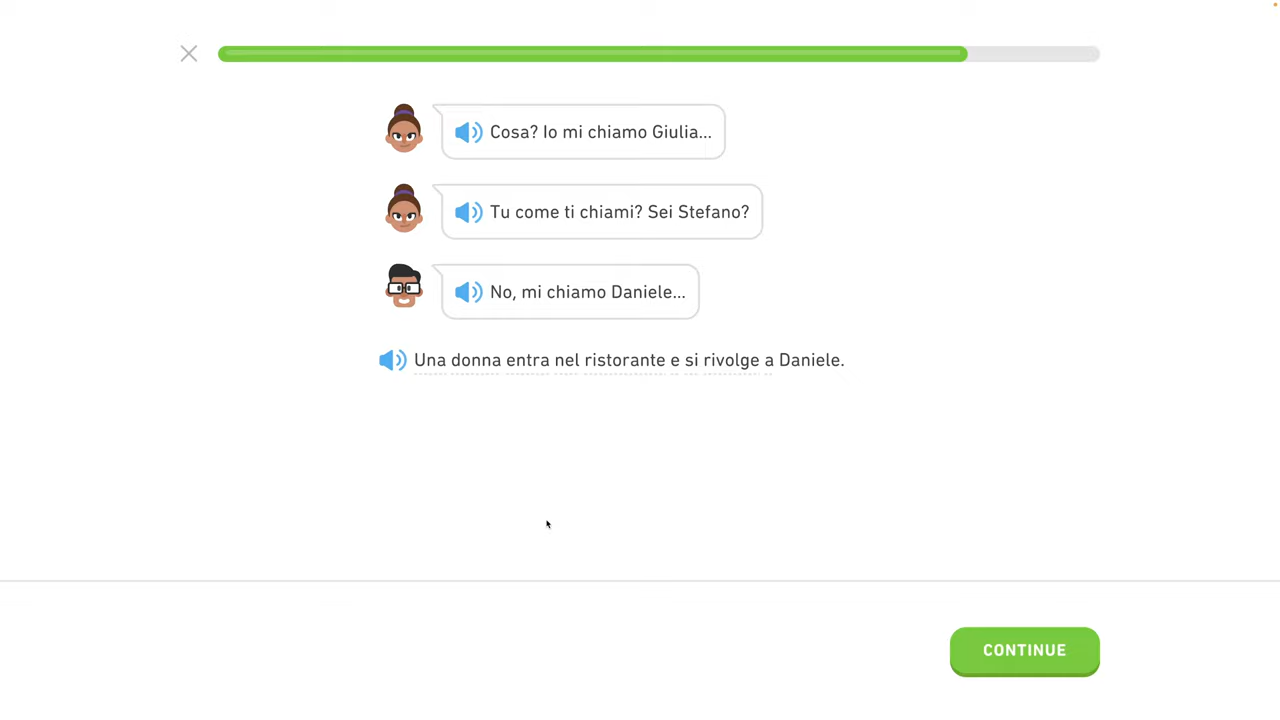 Cosa? Io mi chiamo Giulia...
Tu come ti chiami? Sei Stefano?
No, mi chiamo Daniele...
Una donna entra nel ristorante e si rivolge a Daniele.
CONTINUE